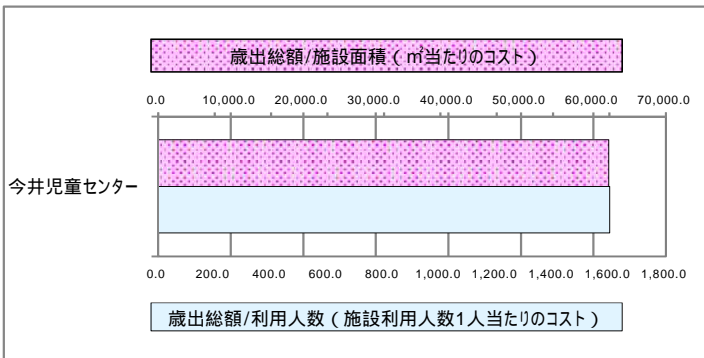 歳出総額/施設面積（㎡当たりのコスト）
0.0 10,000.0 20,000.0 30,000.0 40,000.0 50,000.0 60,000.0 70,000.0
今井児童センター
0.0 200.0 400.0 600.0 800.0 1,000.0 1,200.0 1,400.0 1,600.0 1,800.0
歳出総額/利用人数（施設利用人数1人当たりのコスト）